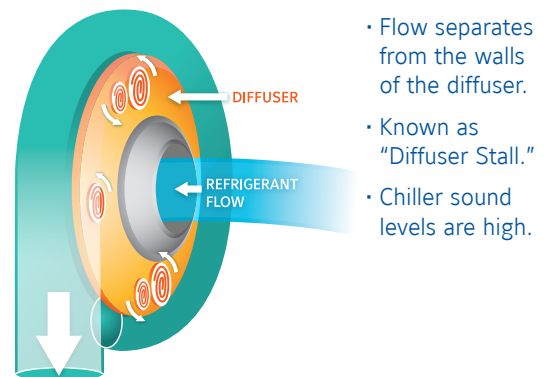 DIFFUSER
REFRIGERANT
FLOW
· Flow separates
from the walls
of the diffuser.
· Known as
“Diffuser Stall.”
· Chiller sound
levels are high.